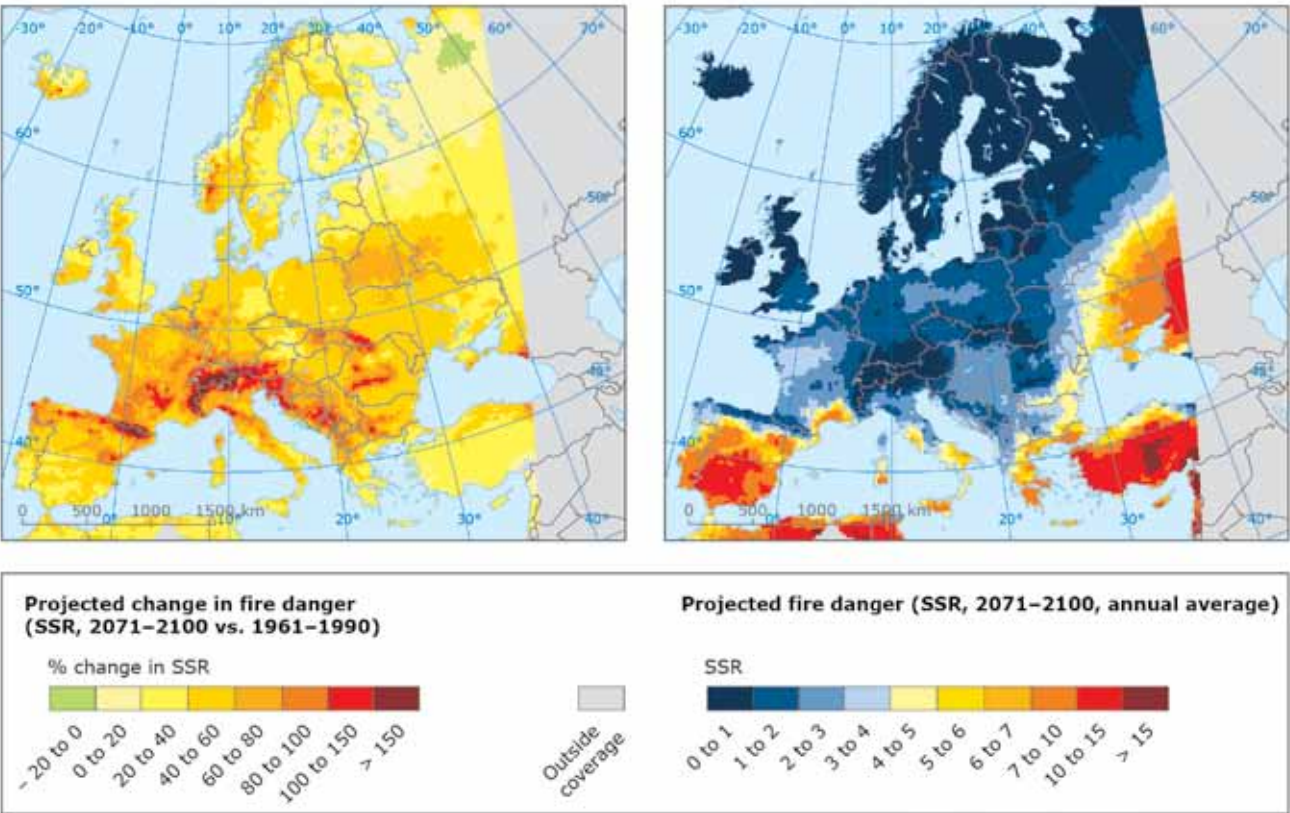 -30° -20° -10° 0° 10° 20° 30° 40° 50° 60° 70°
60°
50°
50°
40°
40°
0 500 1000 1500 km
0° 10° 20° 30° 40°
-30° -20° -10° 0° 10° 20° 30° 40° 50° 60° 70°
60°
50°
50°
40°
40°
0 500 1000 1500 km
0° 20° 30° 40°
Projected change in fire danger
(SSR, 2071–2100 vs. 1961–1990)
% change in SSR
– 20 to 0
0 to 20
20 to 40
40 to 60
60 to 80
80 to 100
100 to 150
> 150
Outside
coverage
Projected fire danger (SSR, 2071–2100, annual average)
SSR
0 to 1
1 to 2
2 to 3
3 to 4
4 to 5
5 to 6
6 to 7
7 to 10
10 to 15
> 15